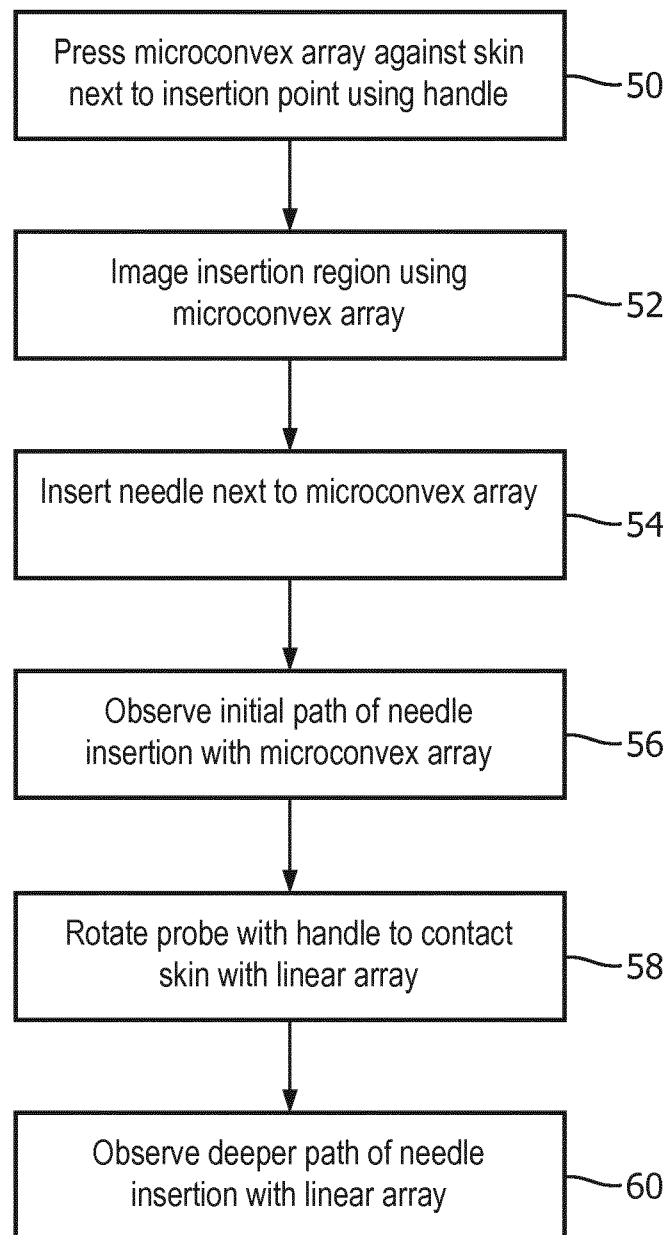 Press microconvex array against skin
next to insertion point using handle
50
Image insertion region using
microconvex array
52
Insert needle next to microconvex array
54
Observe initial path of needle
insertion with microconvex array
56
Rotate probe with handle to contact
skin with linear array
58
Observe deeper path of needle
insertion with linear array
60